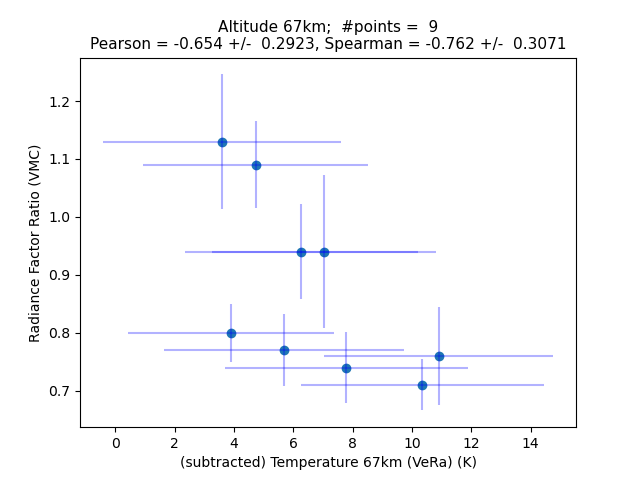 Altitude 67km;  #points =  9
Pearson = -0.654 +/-  0.2923, Spearman = -0.762 +/-  0.3071
1.2
1.1
1.0
0.9
0.8
0.7
Radiance Factor Ratio (VMC)
0 2 4 6 8 10 12 14
(subtracted) Temperature 67km (VeRa) (K)